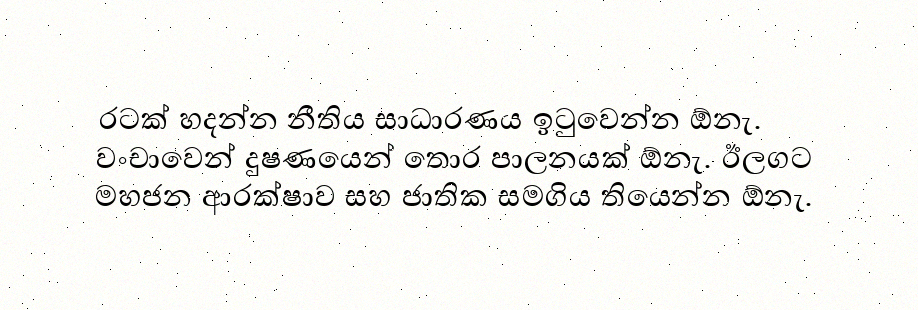 රටක් හදන්න නීතිය සාධාරණය ඉටුවෙන්න ඕනැ.
වංචාවෙන් දුෂණයෙන් තොර පාලනයක් ඕනැ. ඊලගට
මහජන ආරක්ෂාව සහ ජාතික සමගිය තියෙන්න ඕනැ.